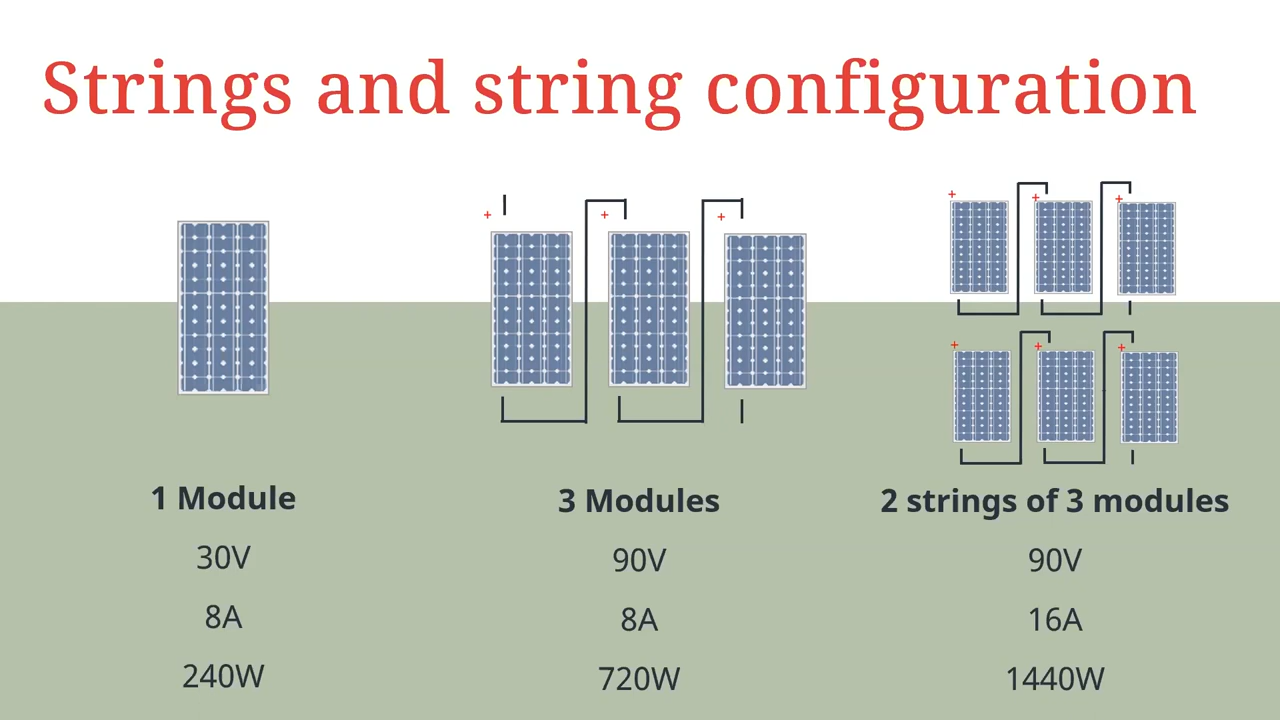 Strings and string configuration
+ + +
+ + +
+ + +
1 Module
30V
8A
240W
3 Modules
90V
8A
720W
2 strings of 3 modules
90V
16A
1440W